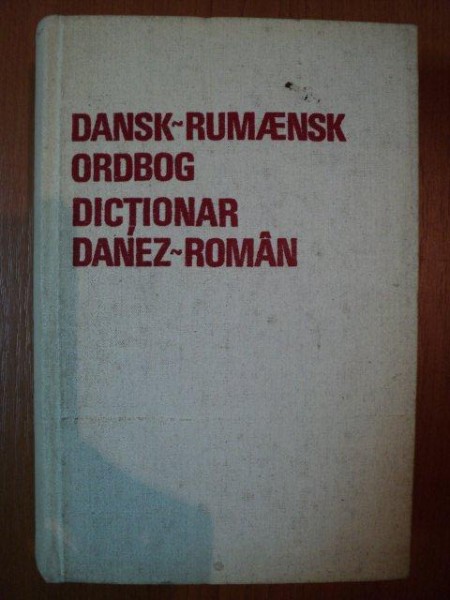 DANSK~RUMÆNSK
ORDBOG
DICȚIONAR
DANEZ~ROMÂN